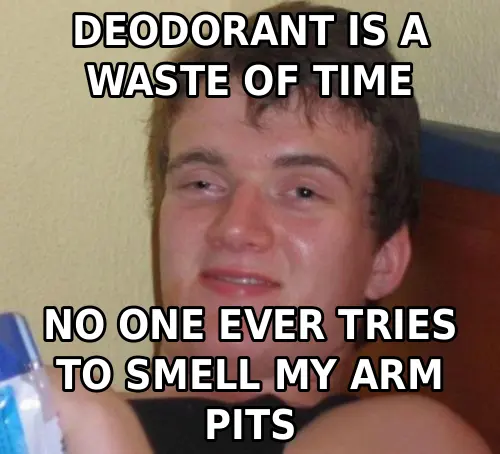 DEODORANT IS A
WASTE OF TIME
NO ONE EVER TRIES
TO SMELL MY ARM
PITS